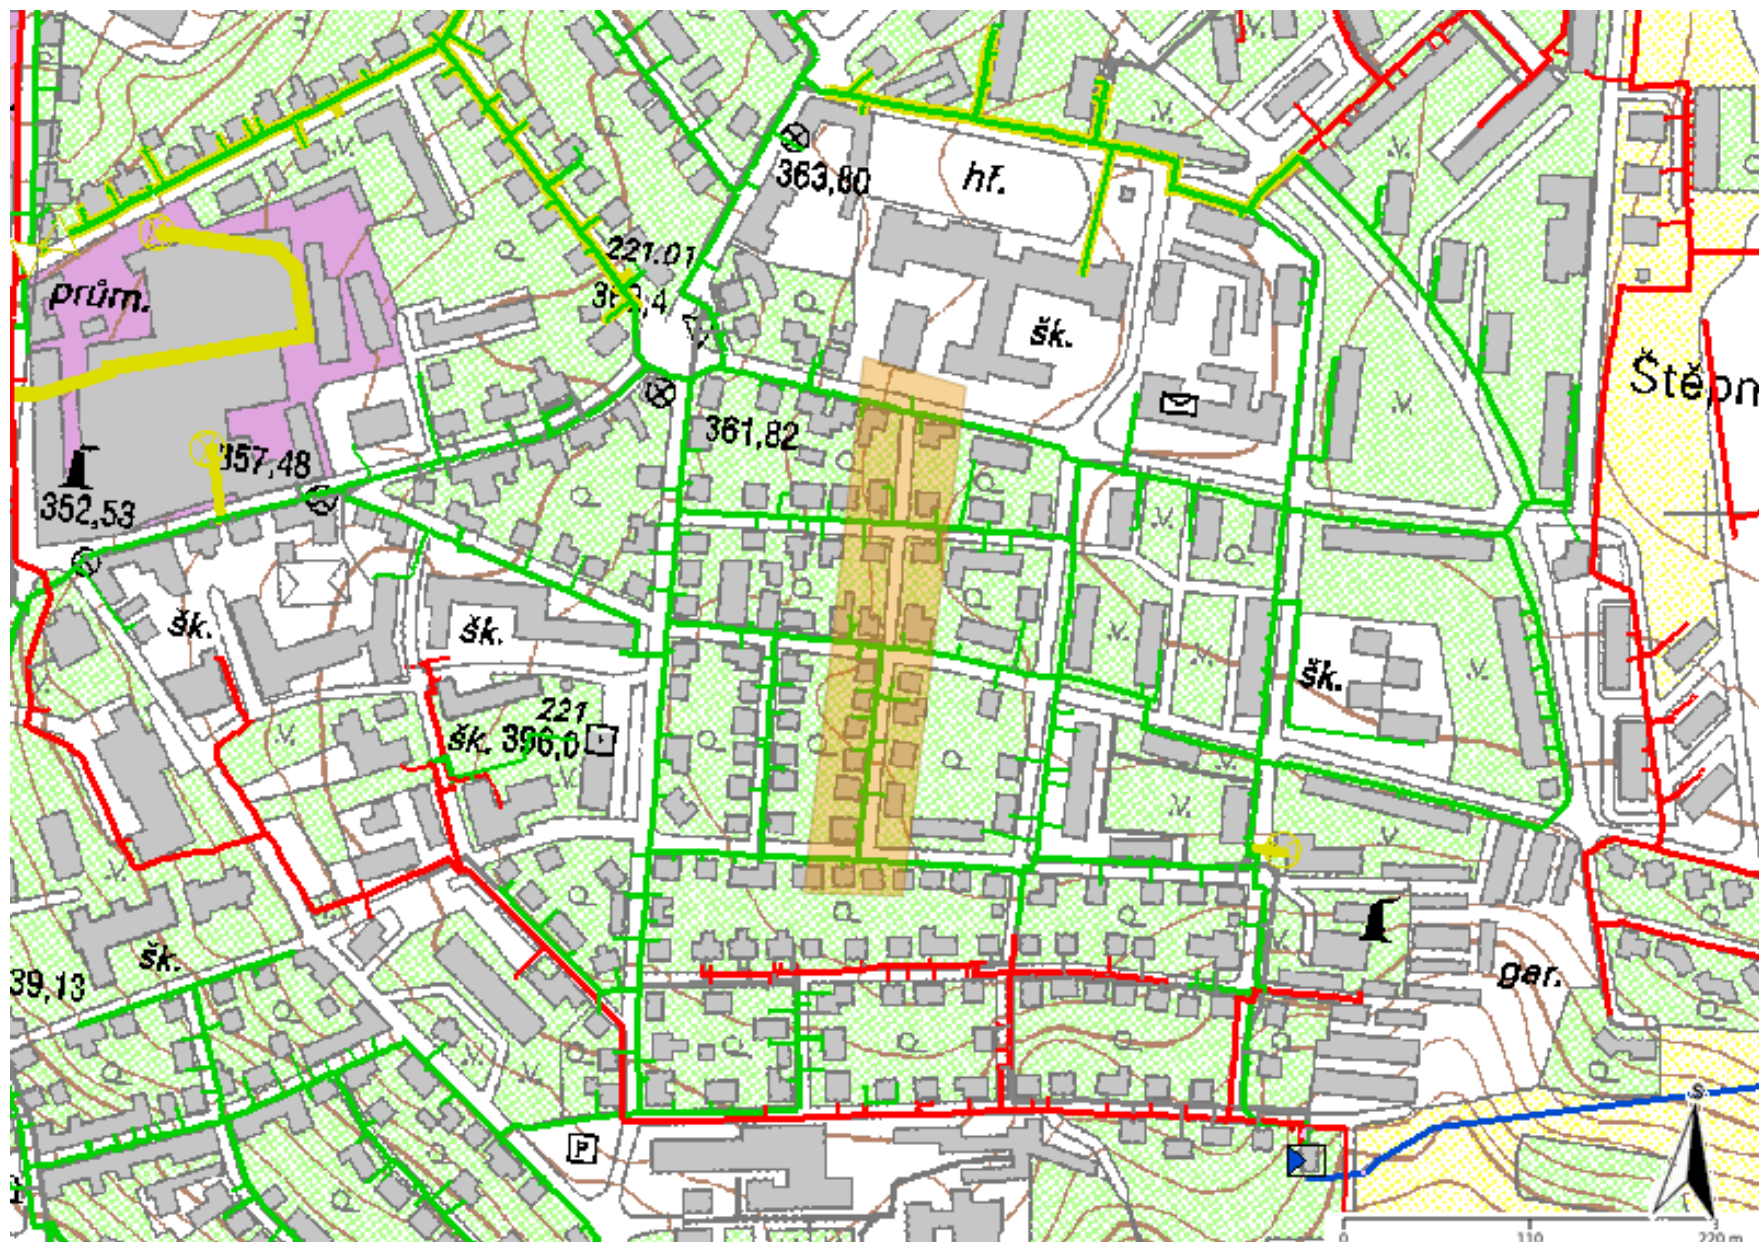 363,80
hř.
221.01
prům.
šk.
Štěpn
361,82
357,48
352,53
šk.
šk.
šk.
221
šk. 396,0
šk.
39,13
gar.
S
P
0
110
220 m